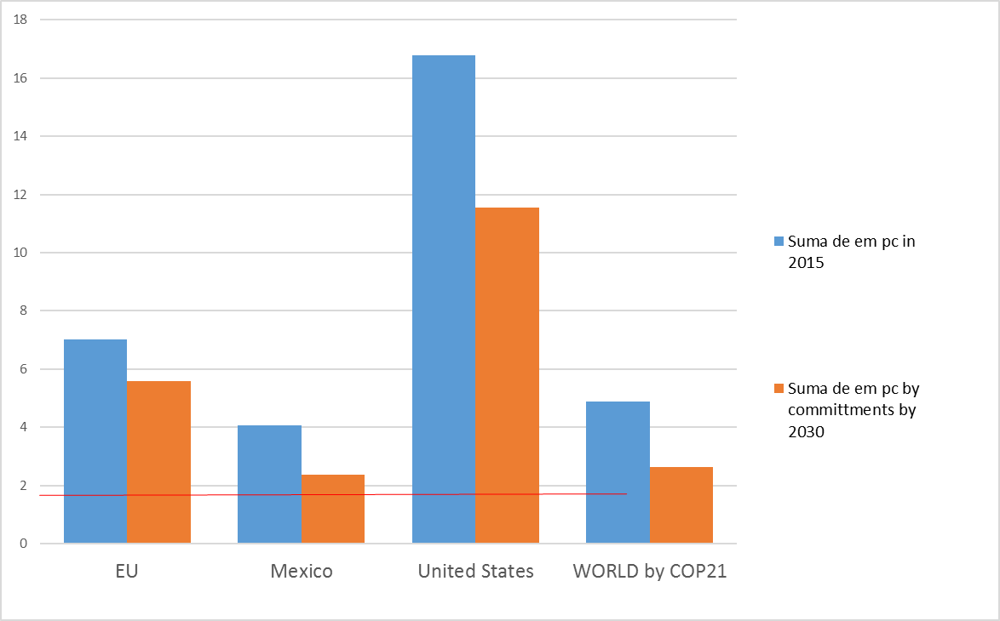 18
16
14
12
10
8
6
4
2
0
EU
Mexico
United States
WORLD by COP21
Suma de em pc in
2015
Suma de em pc by
committments by
2030